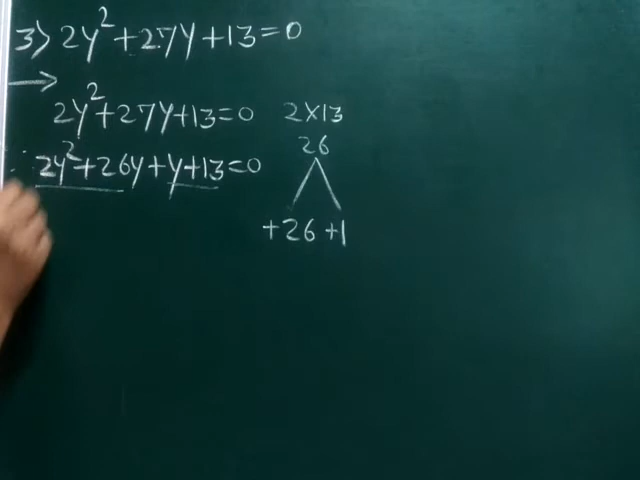 3) 2y²+27y+13=0
→
2y²+27y+13=0
2×13
26
∴ 2y²+26y+y+13=0
+26 +1